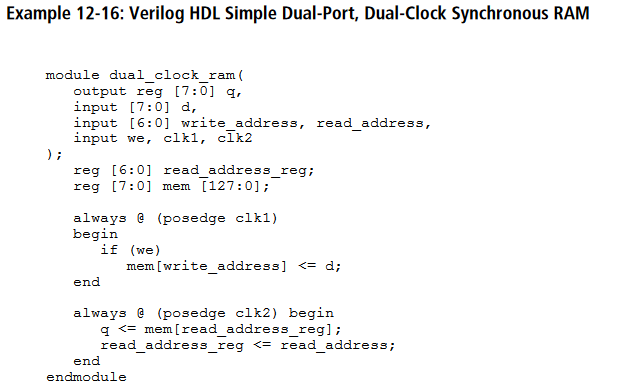 Example 12-16: Verilog HDL Simple Dual-Port, Dual-Clock Synchronous RAM
module dual_clock_ram(
output reg [7:0] q,
input [7:0] d,
input [6:0] write_address, read_address,
input we, clk1, clk2
);
reg [6:0] read_address_reg;
reg [7:0] mem [127:0];
always @ (posedge clk1)
begin
if (we)
mem[write_address] <= d;
end
always @ (posedge clk2) begin
q <= mem[read_address_reg];
read_address_reg <= read_address;
end
endmodule